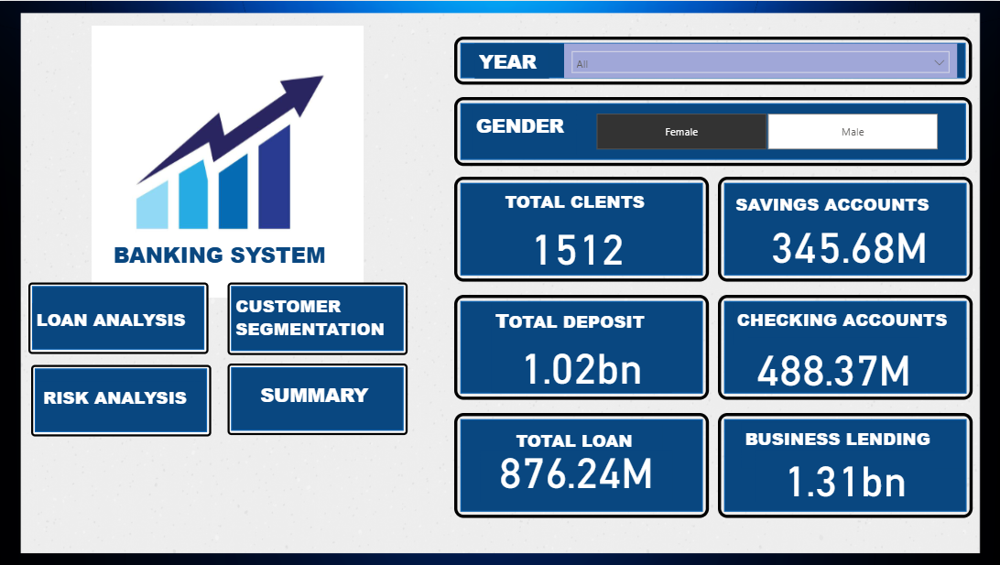 BANKING SYSTEM
LOAN ANALYSIS
CUSTOMER
SEGMENTATION
RISK ANALYSIS
SUMMARY
YEAR
All
GENDER
Female
Male
TOTAL CLENTS
1512
SAVINGS ACCOUNTS
345.68M
TOTAL DEPOSIT
1.02bn
CHECKING ACCOUNTS
488.37M
TOTAL LOAN
876.24M
BUSINESS LENDING
1.31bn